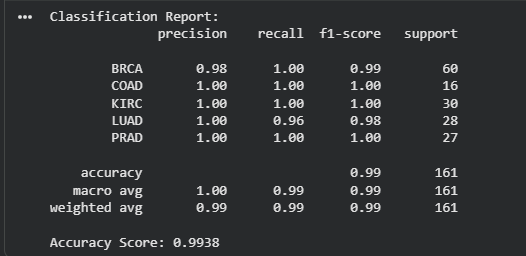 ••• Classification Report:
precision recall f1-score support
BRCA 0.98 1.00 0.99 60
COAD 1.00 1.00 1.00 16
KIRC 1.00 1.00 1.00 30
LUAD 1.00 0.96 0.98 28
PRAD 1.00 1.00 1.00 27
accuracy 0.99 161
macro avg 1.00 0.99 0.99 161
weighted avg 0.99 0.99 0.99 161
Accuracy Score: 0.9938